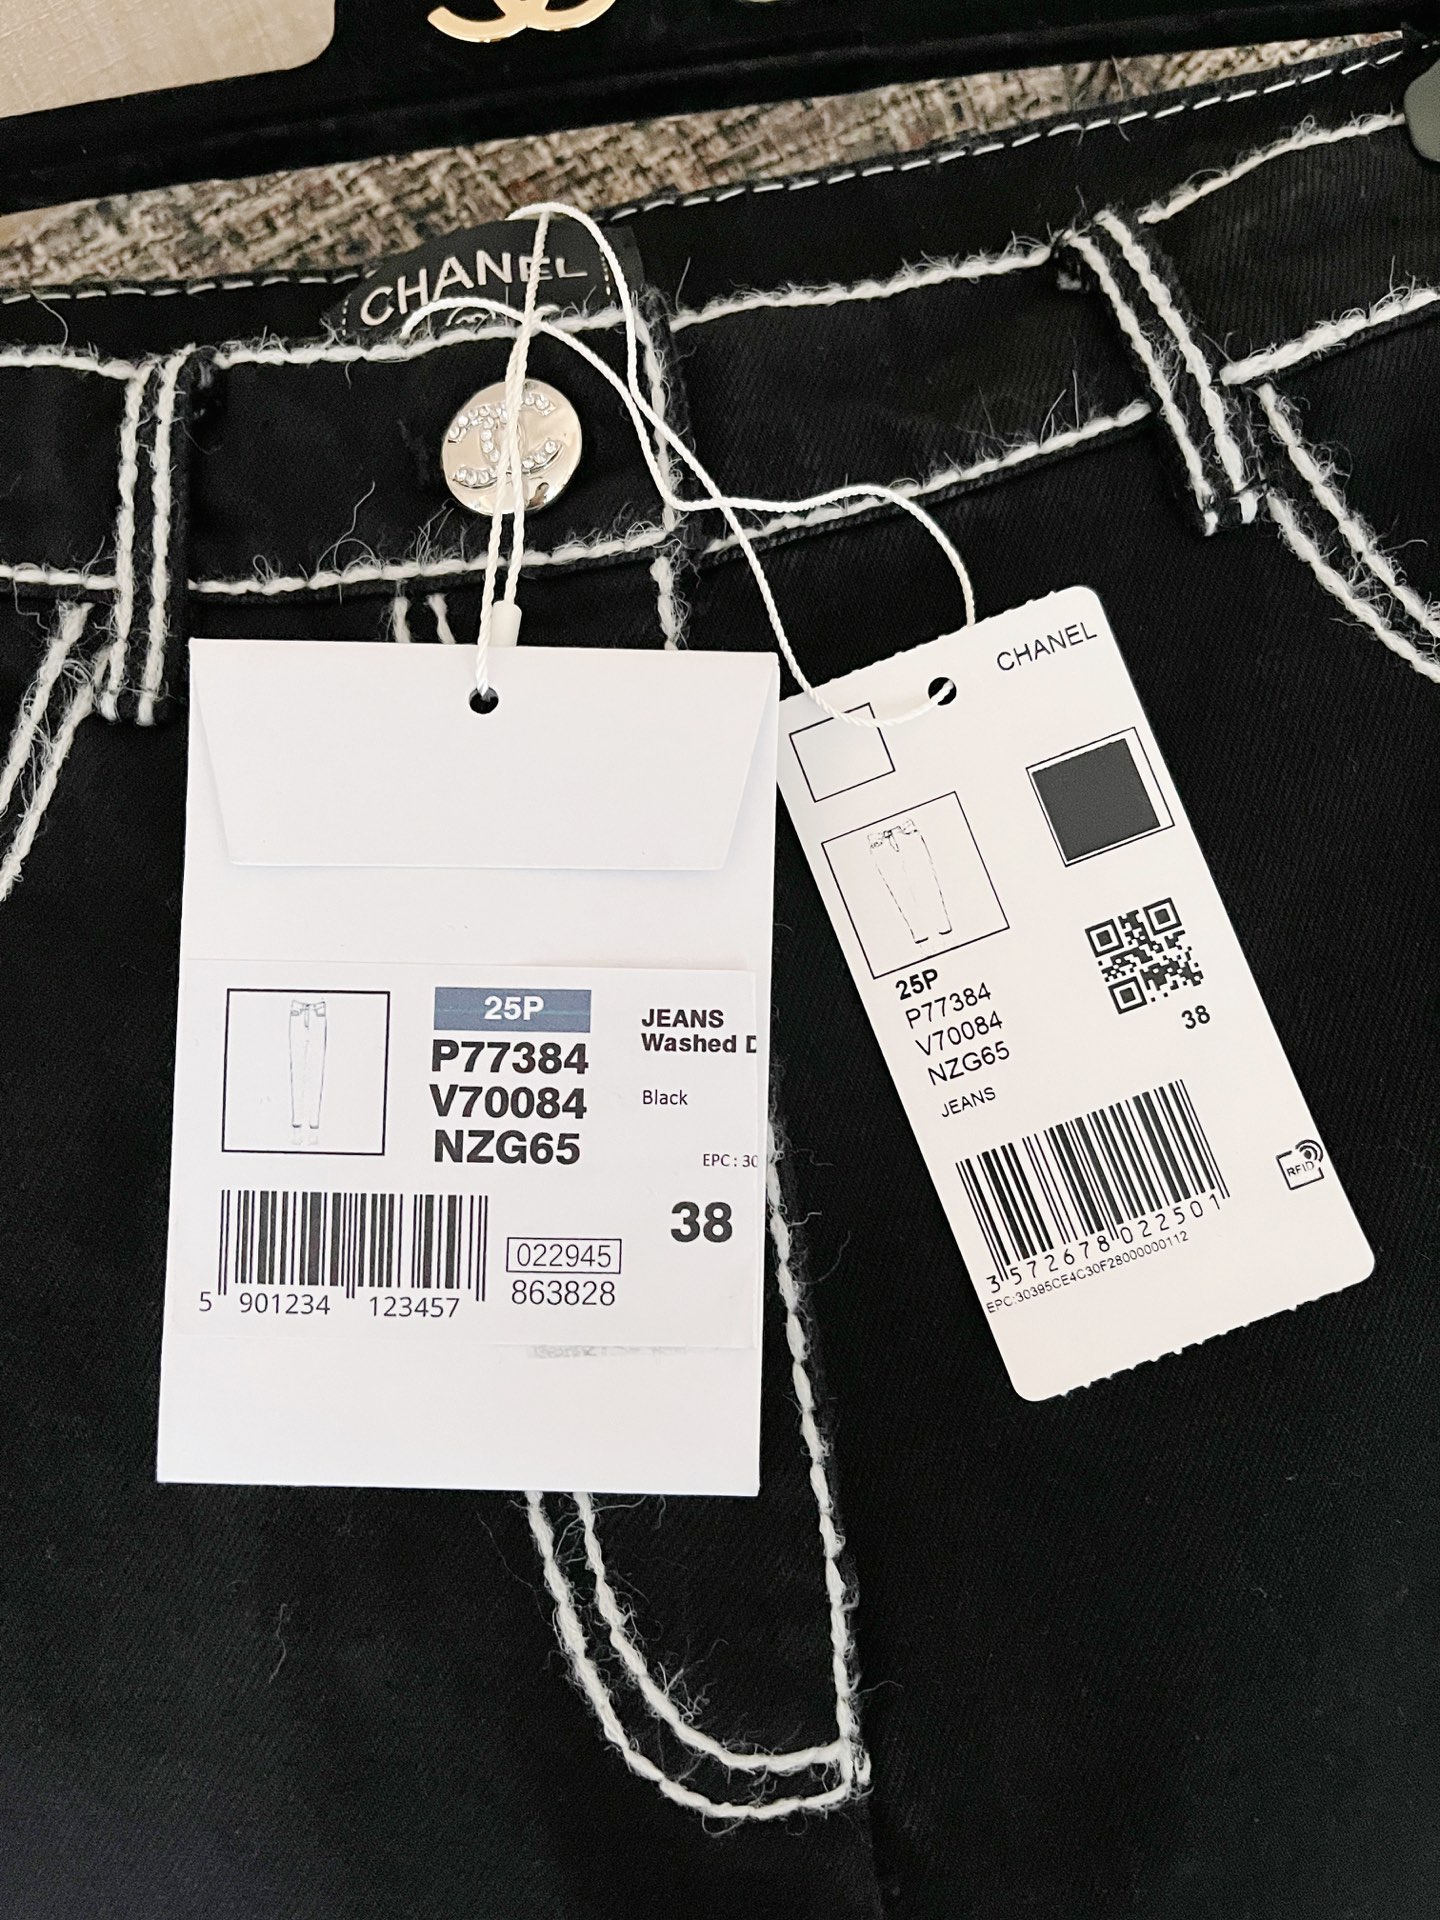 CHANEL
CHANEL
25P
P77384
V70084
NZG65
JEANS
38
RFID
3 572678 022501
EPC:30395CE4C30F28000000112
25P
P77384
V70084
NZG65
JEANS
Washed D
Black
EPC : 30
38
022945
863828
5 901234 123457